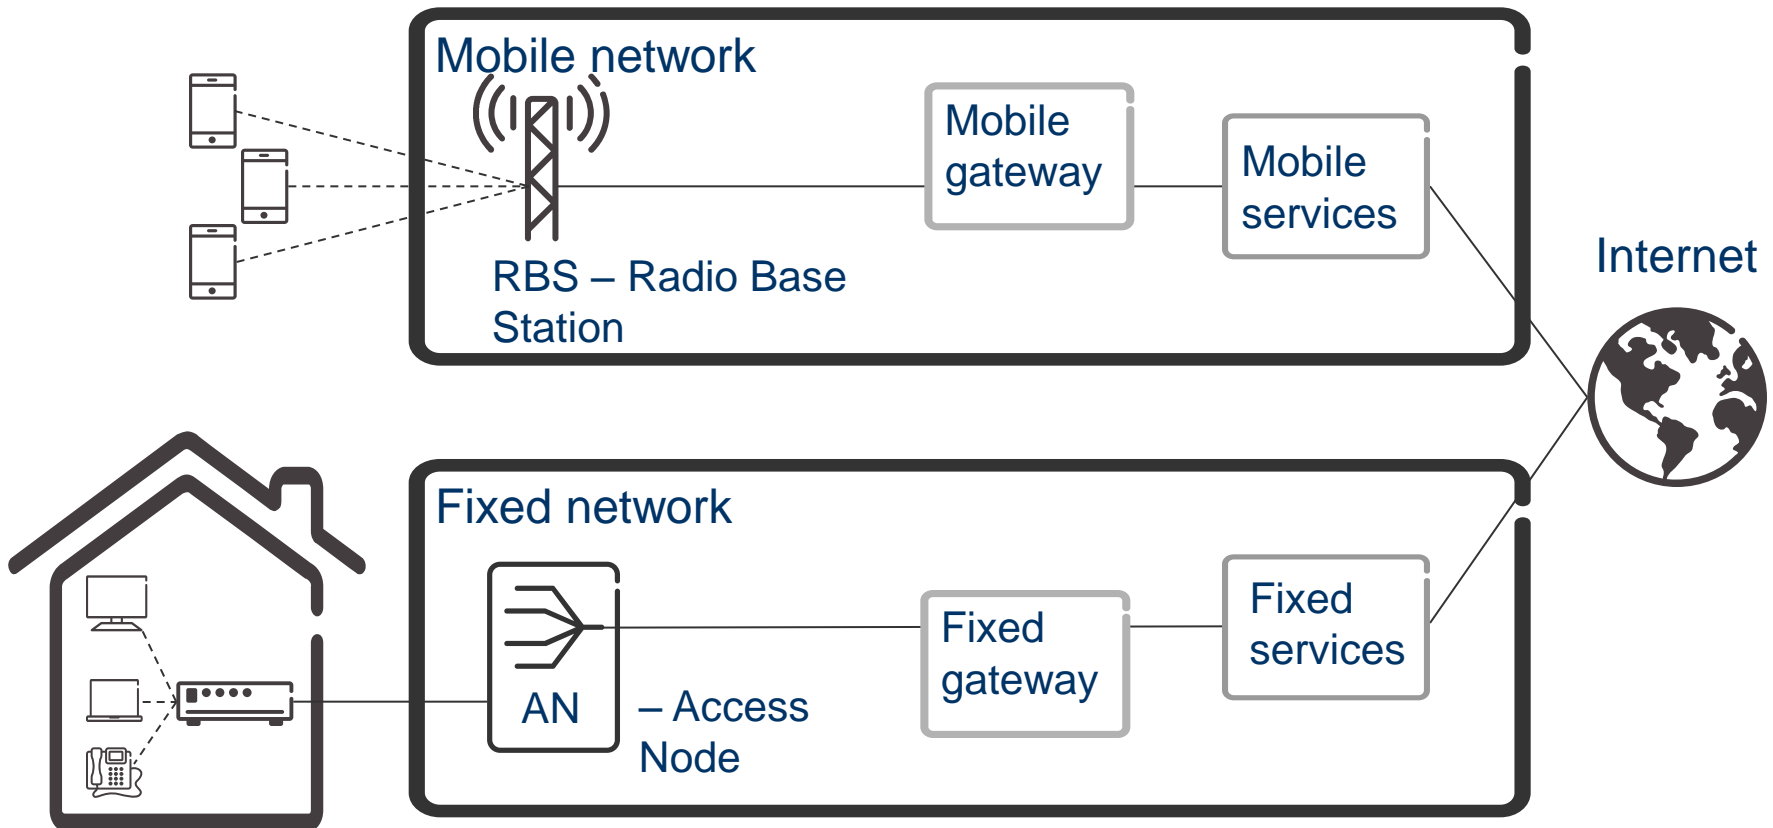 Mobile network
Mobile
gateway
Mobile
services
RBS – Radio Base
Station
Internet
Fixed network
AN
– Access
Node
Fixed
gateway
Fixed
services